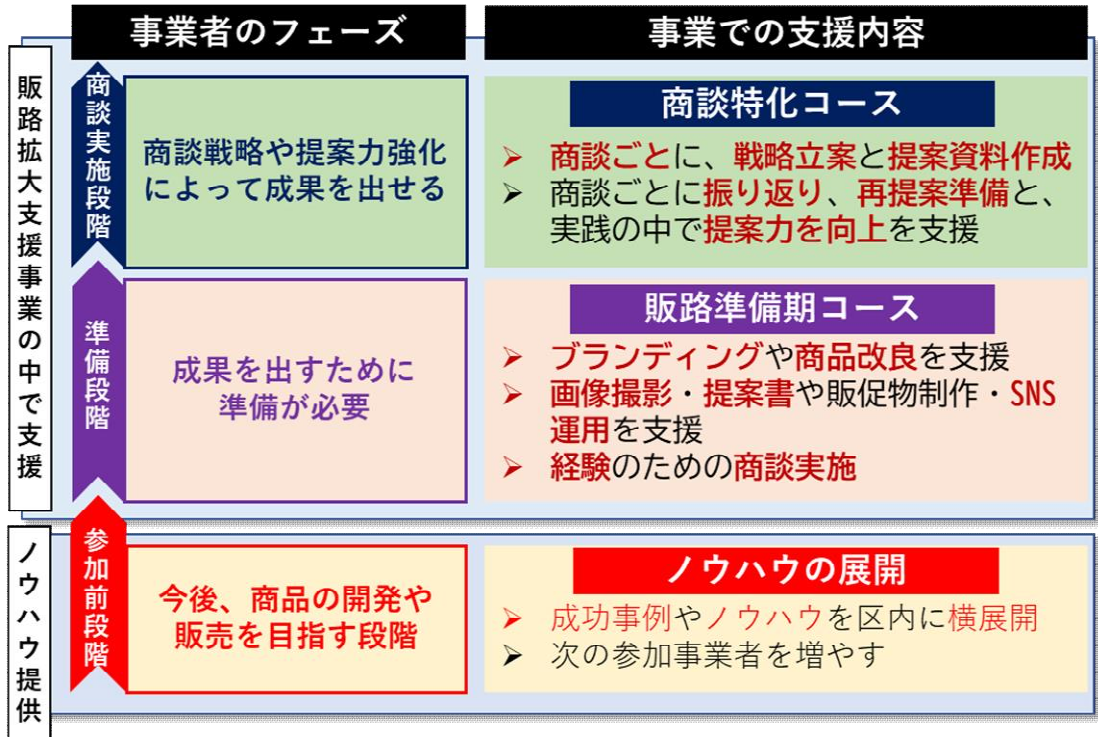 事業者のフェーズ
事業での支援内容
販路拡大支援事業の中で支援
商談実施段階
商談戦略や提案力強化
によって成果を出せる
商談特化コース
➢ 商談ごとに、戦略立案と提案資料作成
➢ 商談ごとに振り返り、再提案準備と、
実践の中で提案力を向上を支援
準備段階
成果を出すために
準備が必要
販路準備期コース
➢ ブランディングや商品改良を支援
➢ 画像撮影・提案書や販促物制作・SNS
運用を支援
➢ 経験のための商談実施
ノウハウ提供
参加前段階
今後、商品の開発や
販売を目指す段階
ノウハウの展開
➢ 成功事例やノウハウを区内に横展開
➢ 次の参加事業者を増やす